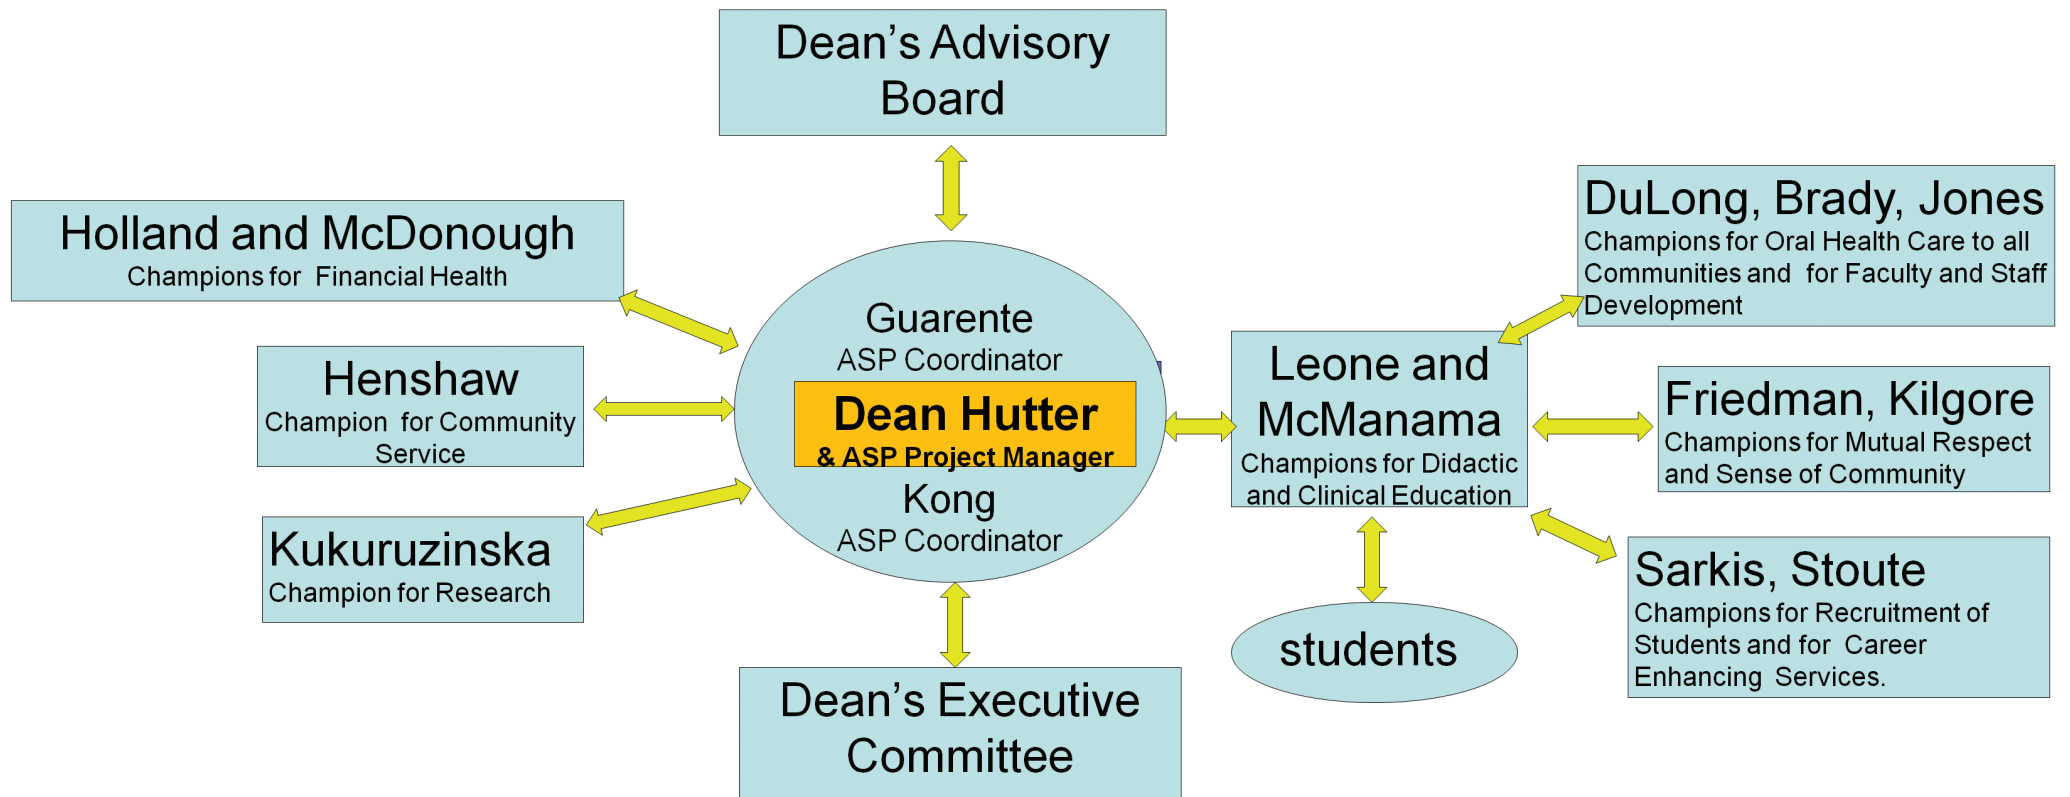 Dean’s Advisory
Board
Holland and McDonough
Champions for Financial Health
Henshaw
Champion for Community
Service
Kukuruzinska
Champion for Research
Guarente
ASP Coordinator
Dean Hutter
& ASP Project Manager
Kong
ASP Coordinator
Dean’s Executive
Committee
Leone and
McManama
Champions for Didactic
and Clinical Education
students
DuLong, Brady, Jones
Champions for Oral Health Care to all
Communities and for Faculty and Staff
Development
Friedman, Kilgore
Champions for Mutual Respect
and Sense of Community
Sarkis, Stoute
Champions for Recruitment of
Students and for Career
Enhancing Services.